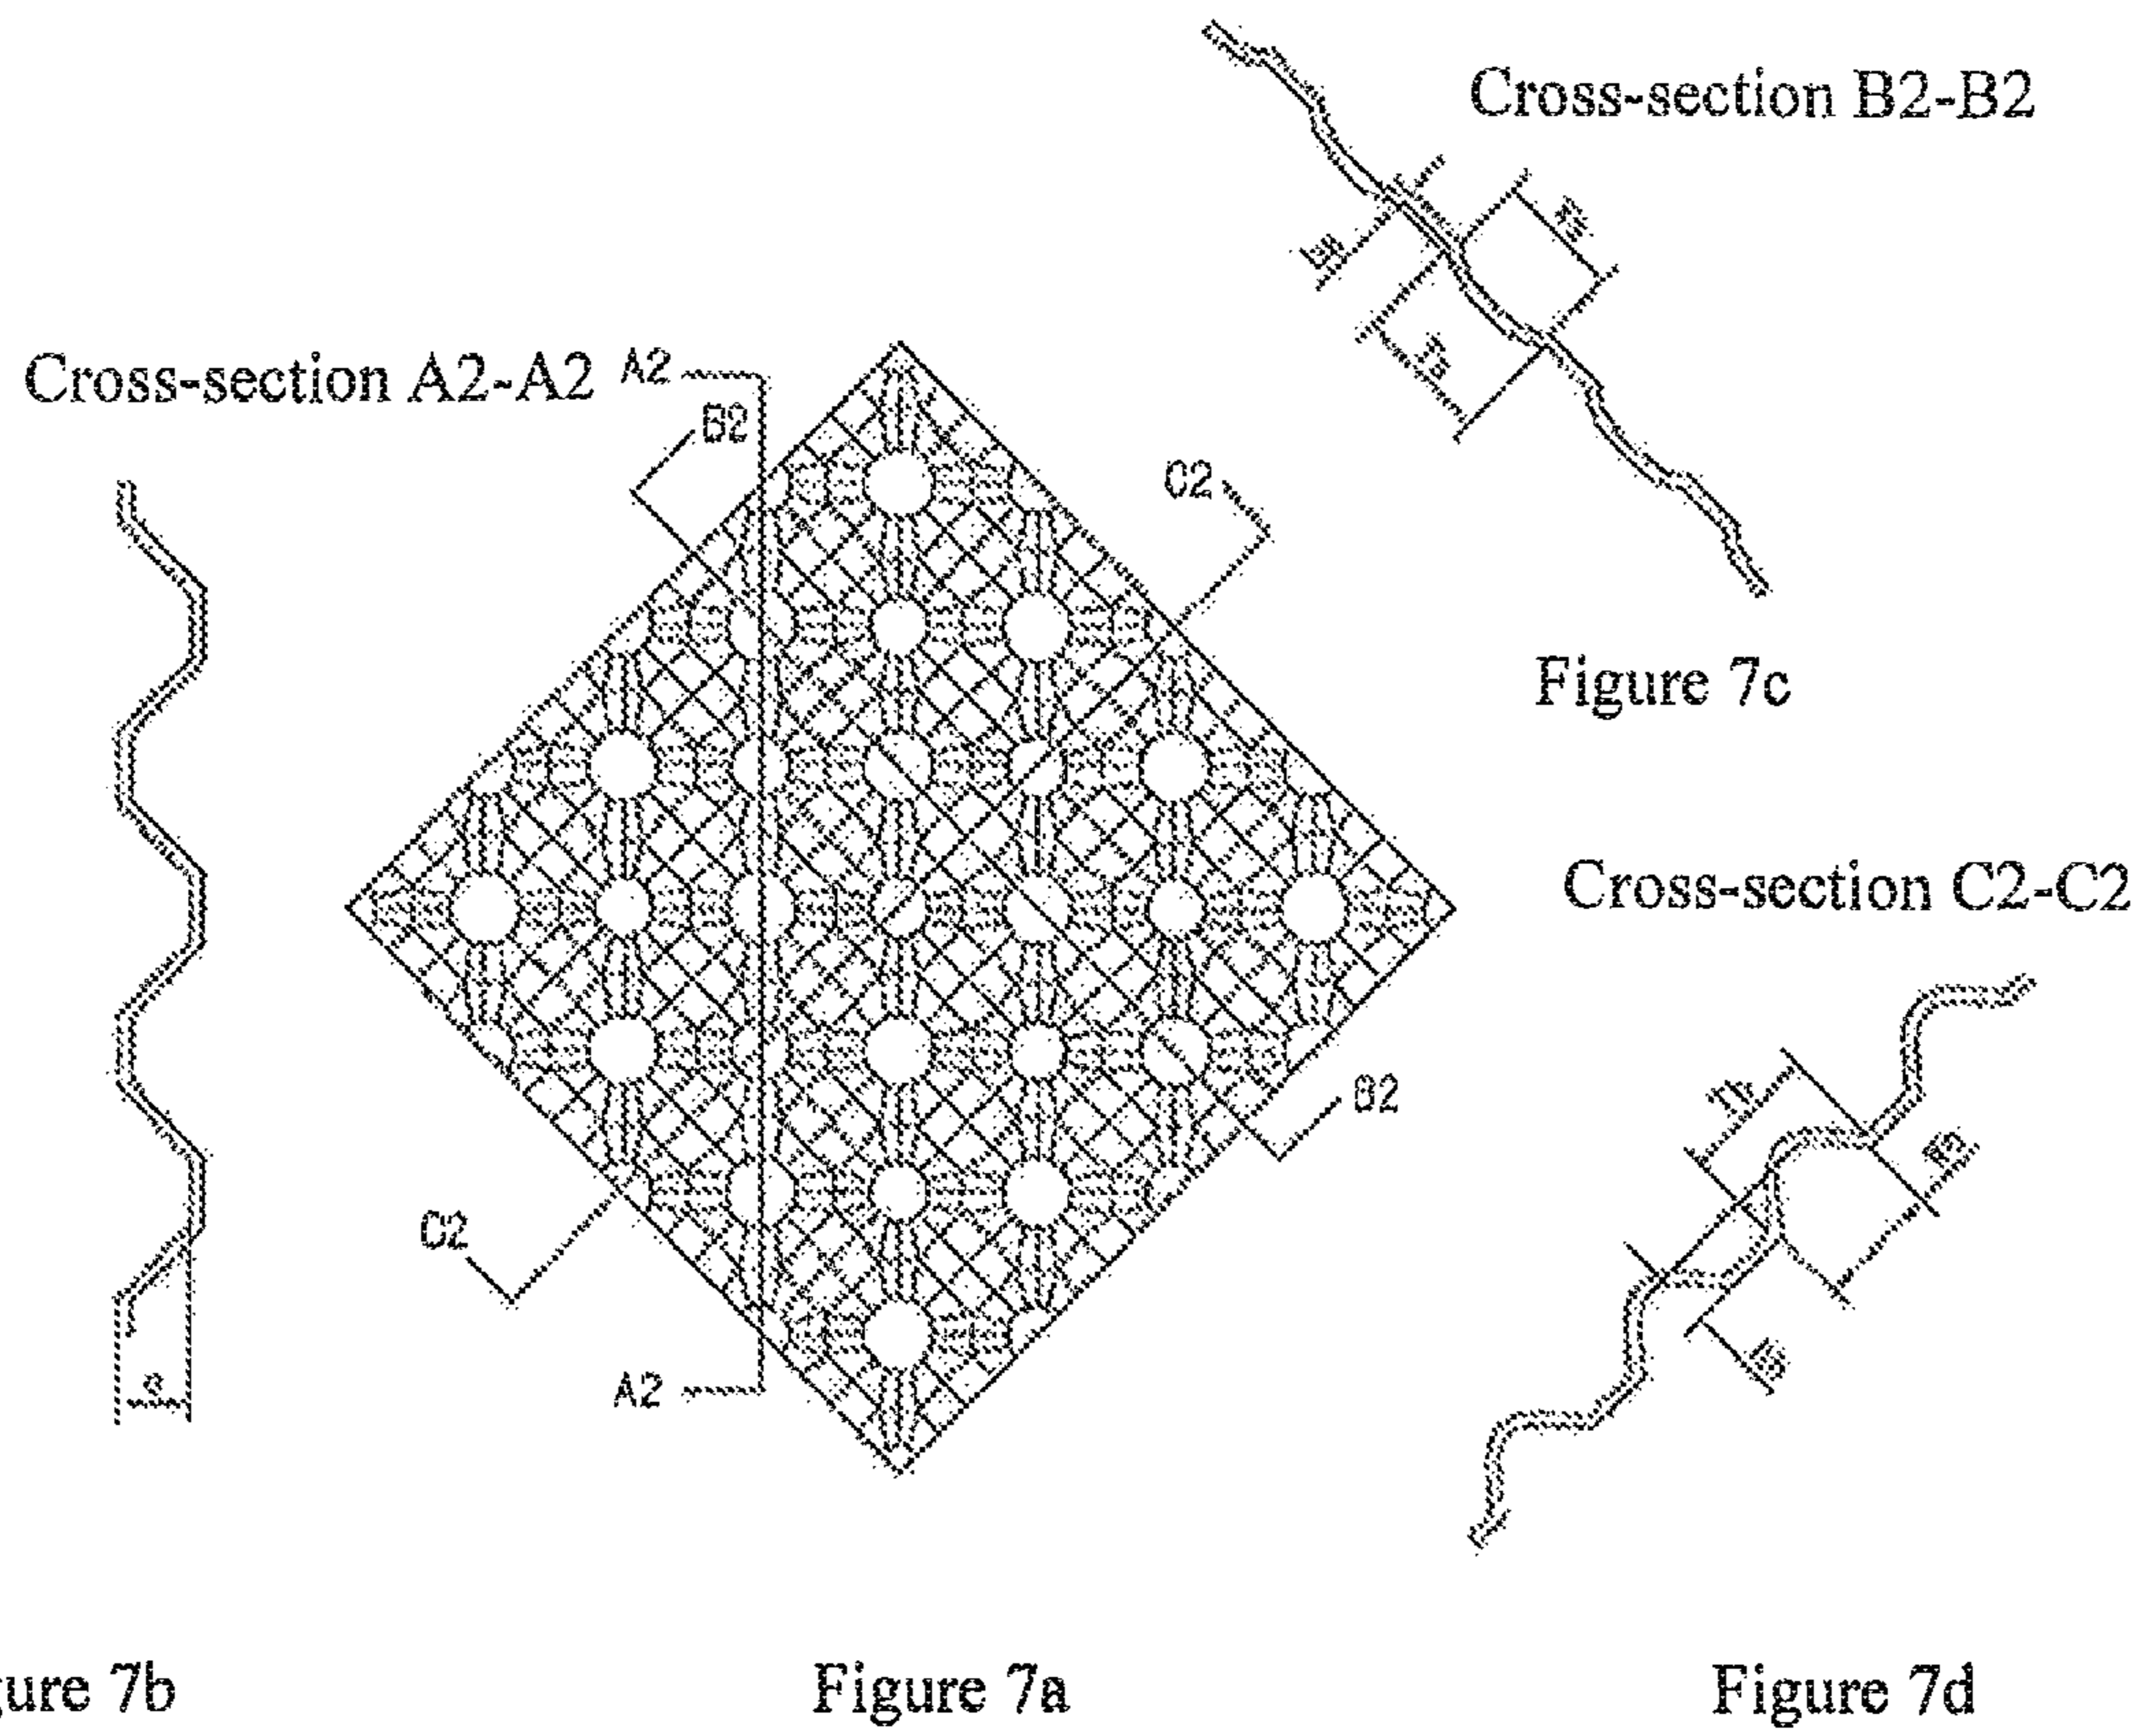 Cross-section B2-B2
Cross-section A2-A2
A2
B2
C2
Figure 7c
Cross-section C2-C2
B2
C2
A2
e
gure 7b
Figure 7a
Figure 7d